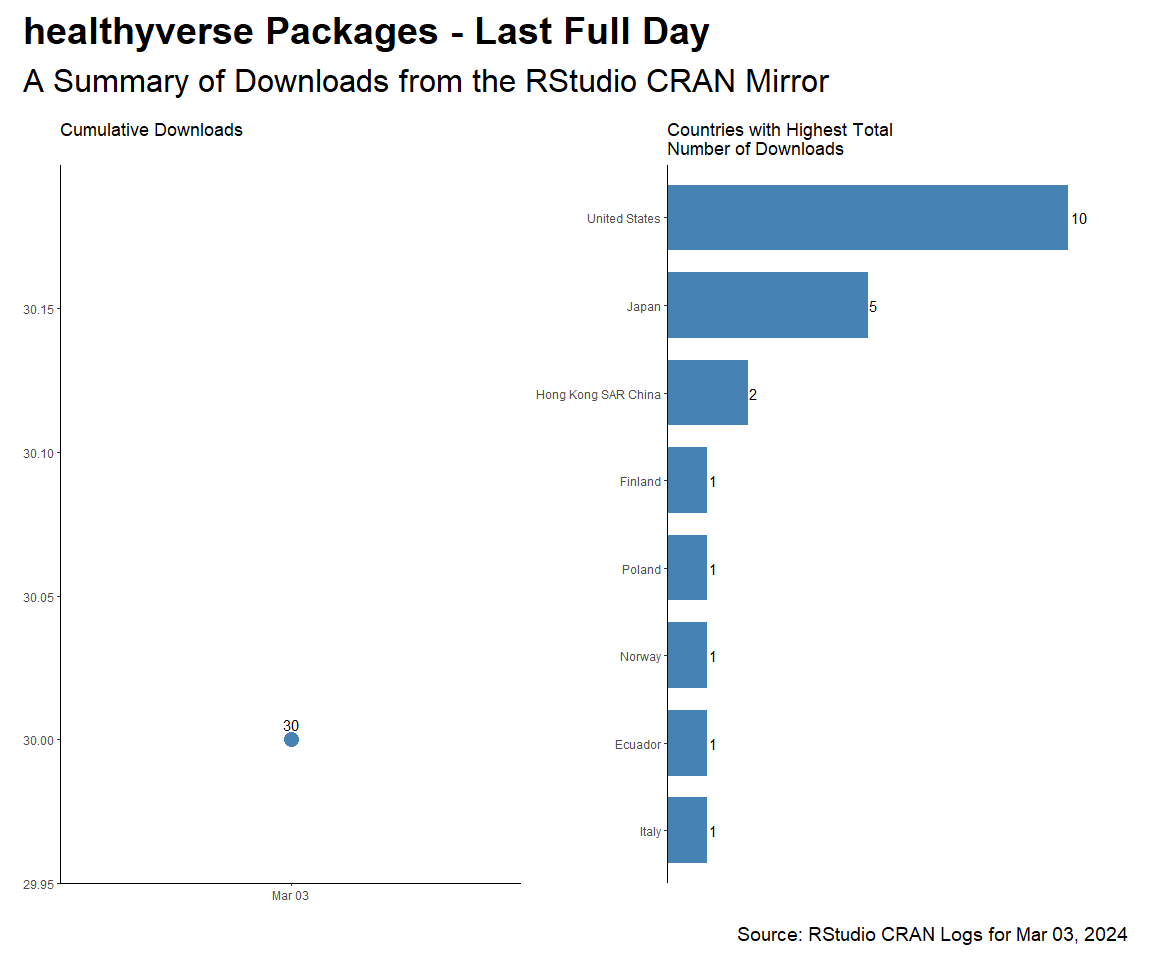 healthyverse Packages - Last Full Day
A Summary of Downloads from the RStudio CRAN Mirror
Cumulative Downloads
30.15
30.10
30.05
30.00
29.95
30
Mar 03
Countries with Highest Total
Number of Downloads
United States 10
Japan 5
Hong Kong SAR China 2
Finland 1
Poland 1
Norway 1
Ecuador 1
Italy 1
Source: RStudio CRAN Logs for Mar 03, 2024